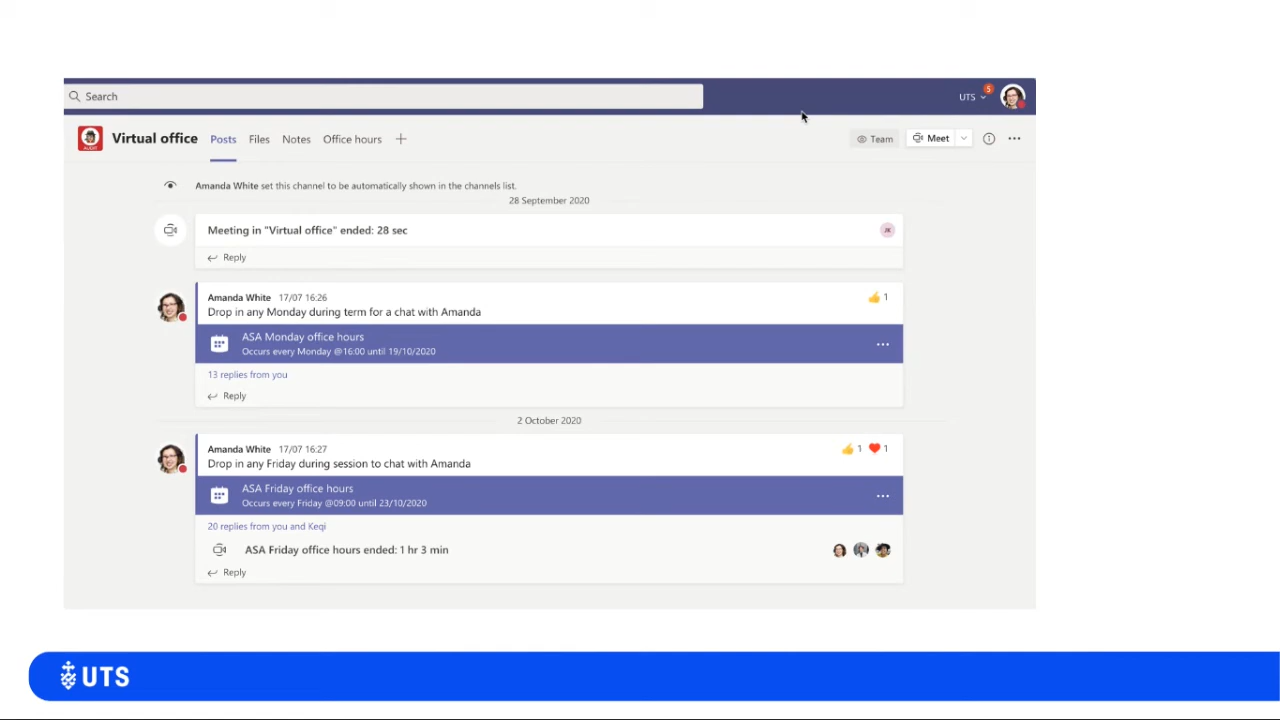 Search
UTS
5
Virtual office Posts Files Notes Office hours
Team
Meet
Amanda White set this channel to be automatically shown in the channels list.
28 September 2020
Meeting in "Virtual office" ended: 28 sec
JK
Reply
Amanda White 17/07 16:26
1
Drop in any Monday during term for a chat with Amanda
ASA Monday office hours
Occurs every Monday @16:00 until 19/10/2020
13 replies from you
Reply
2 October 2020
Amanda White 17/07 16:27
1 1
Drop in any Friday during session to chat with Amanda
ASA Friday office hours
Occurs every Friday @09:00 until 23/10/2020
20 replies from you and Keqi
ASA Friday office hours ended: 1 hr 3 min
Reply
UTS